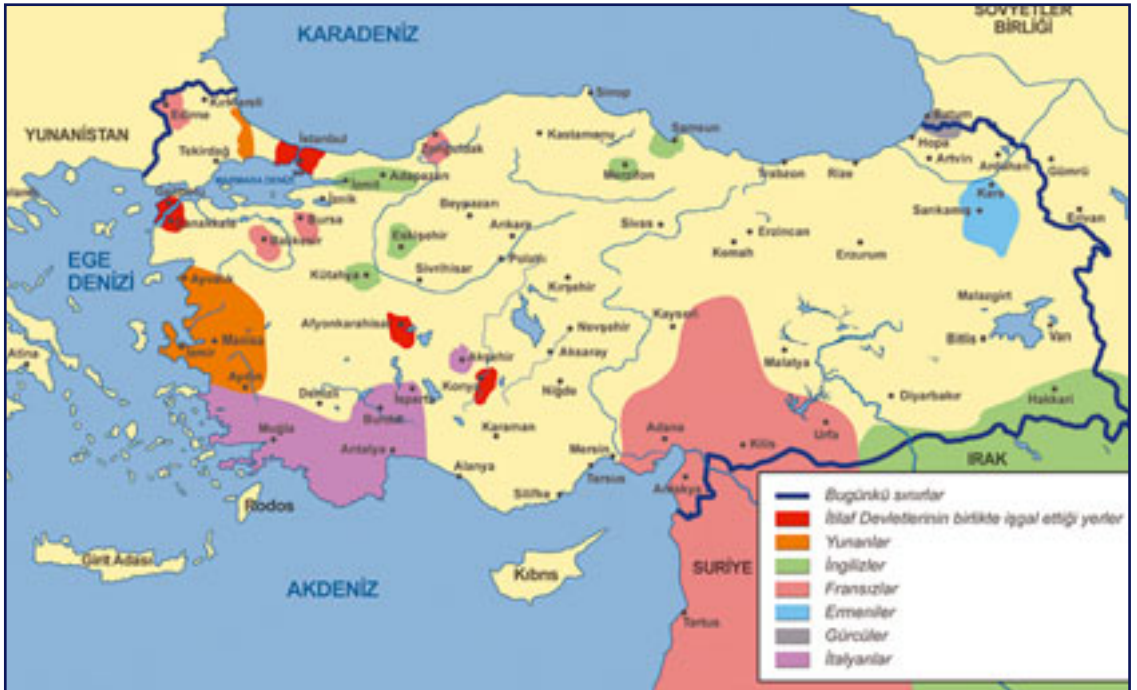 KARADENİZ
SOVYETLER
BİRLİĞİ
YUNANİSTAN
Kırklareli
Edirne
Tekirdağ
İstanbul
MARMARA DENİZİ
Gelibolu
Çanakkale
İzmit
Adapazarı
İznik
Bursa
Balıkesir
Zonguldak
Kastamonu
Sinop
Samsun
Merzifon
Trabzon
Rize
Batum
Hopa
Artvin
Ardahan
Gümrü
Kars
Sarıkamış
Erivan
Beypazarı
Ankara
Eskişehir
Polatlı
Sivrihisar
Kütahya
Sivas
Erzincan
Kemah
Erzurum
EGE
DENİZİ
Ayvalık
Manisa
İzmir
Aydın
Afyonkarahisar
Akşehir
Konya
Kırşehir
Nevşehir
Aksaray
Niğde
Kayseri
Malatya
Malazgirt
Bitlis
Van
Diyarbakır
Hakkari
Atina
Denizli
Isparta
Burdur
Muğla
Antalya
Karaman
Alanya
Silifke
Mersin
Tarsus
Adana
Kilis
Urfa
Antakya
IRAK
Rodos
Girit Adası
AKDENİZ
Kıbrıs
SURİYE
Tartus
Bugünkü sınırlar
İtilaf Devletlerinin birlikte işgal ettiği yerler
Yunanlar
İngilizler
Fransızlar
Ermeniler
Gürcüler
İtalyanlar